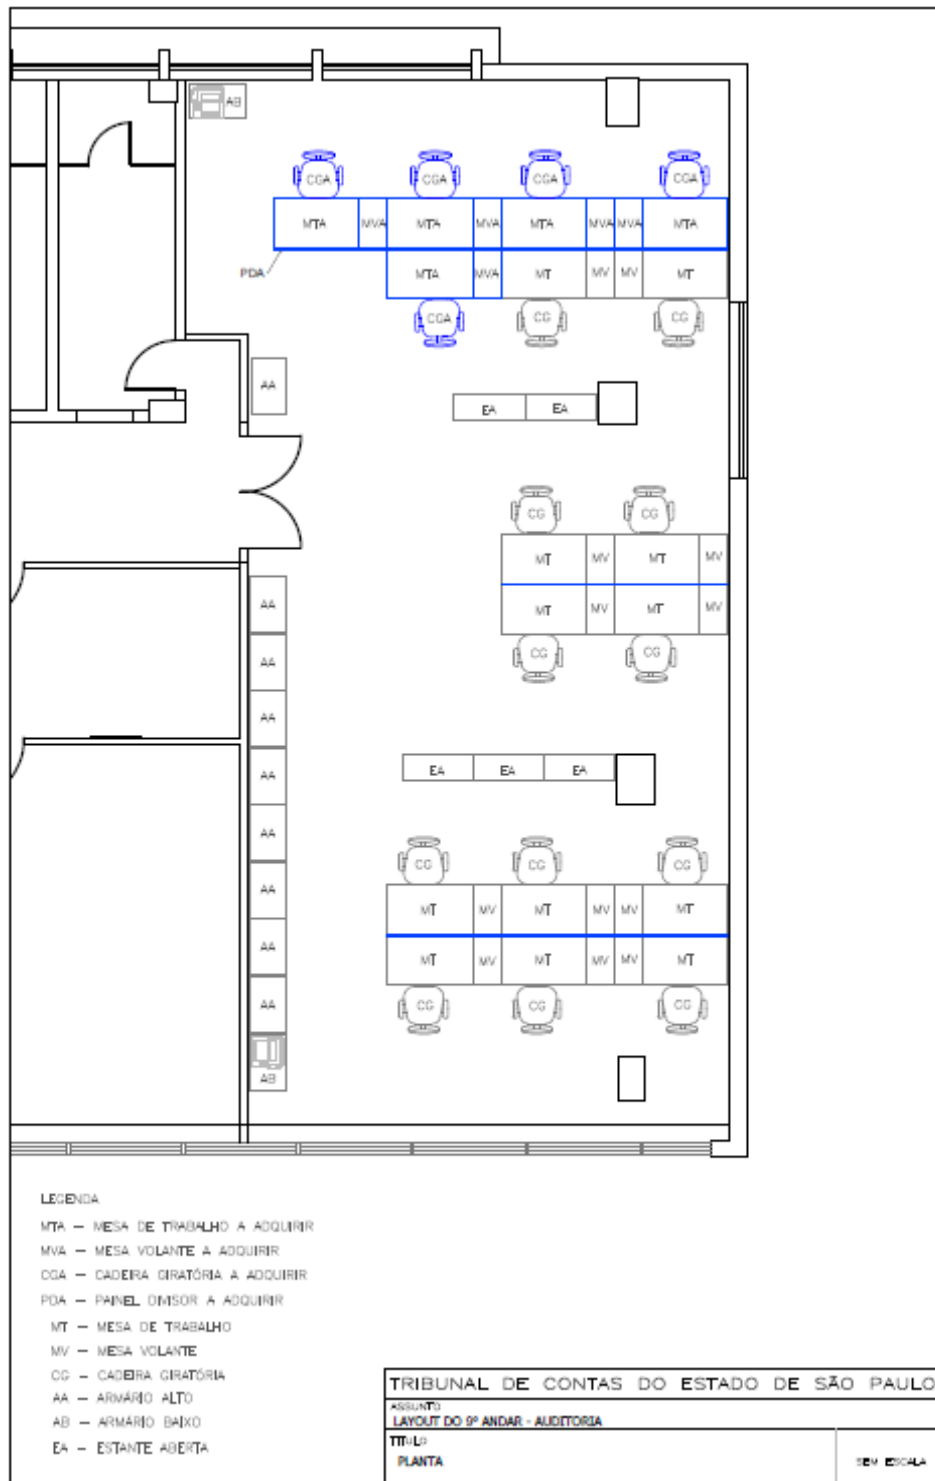 AB
CGA CGA CGA CGA
MTA MVA MTA MVA MTA MVA MVA MTA
PDA
MTA MVA MT MV MV MT
CGA CG CG
AA
EA EA
CG CG
MT MV MT MV
MT MV MT MV
CG CG
AA
AA
AA
AA
AA
AA
AA
AA
EA EA EA
CG CG CG
MT MV MT MV MV MT
MT MV MT MV MV MT
CG CG CG
AB
LEGENDA
MTA – MESA DE TRABALHO A ADQUIRIR
MVA – MESA VOLANTE A ADQUIRIR
CGA – CADEIRA GIRATÓRIA A ADQUIRIR
PDA – PAINEL DIVISOR A ADQUIRIR
MT – MESA DE TRABALHO
MV – MESA VOLANTE
CG – CADEIRA GIRATÓRIA
AA – ARMÁRIO ALTO
AB – ARMÁRIO BAIXO
EA – ESTANTE ABERTA
TRIBUNAL DE CONTAS DO ESTADO DE SÃO PAULO
ASSUNTO
LAYOUT DO 9º ANDAR - AUDITORIA
TÍTULO
PLANTA
SEM ESCALA